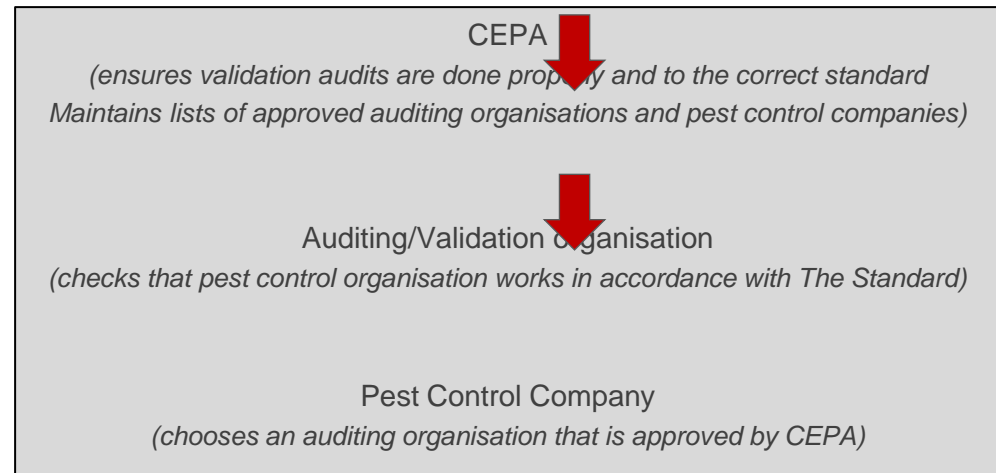 CEPA
(ensures validation audits are done properly and to the correct standard
Maintains lists of approved auditing organisations and pest control companies)
Auditing/Validation organisation
(checks that pest control organisation works in accordance with The Standard)
Pest Control Company
(chooses an auditing organisation that is approved by CEPA)